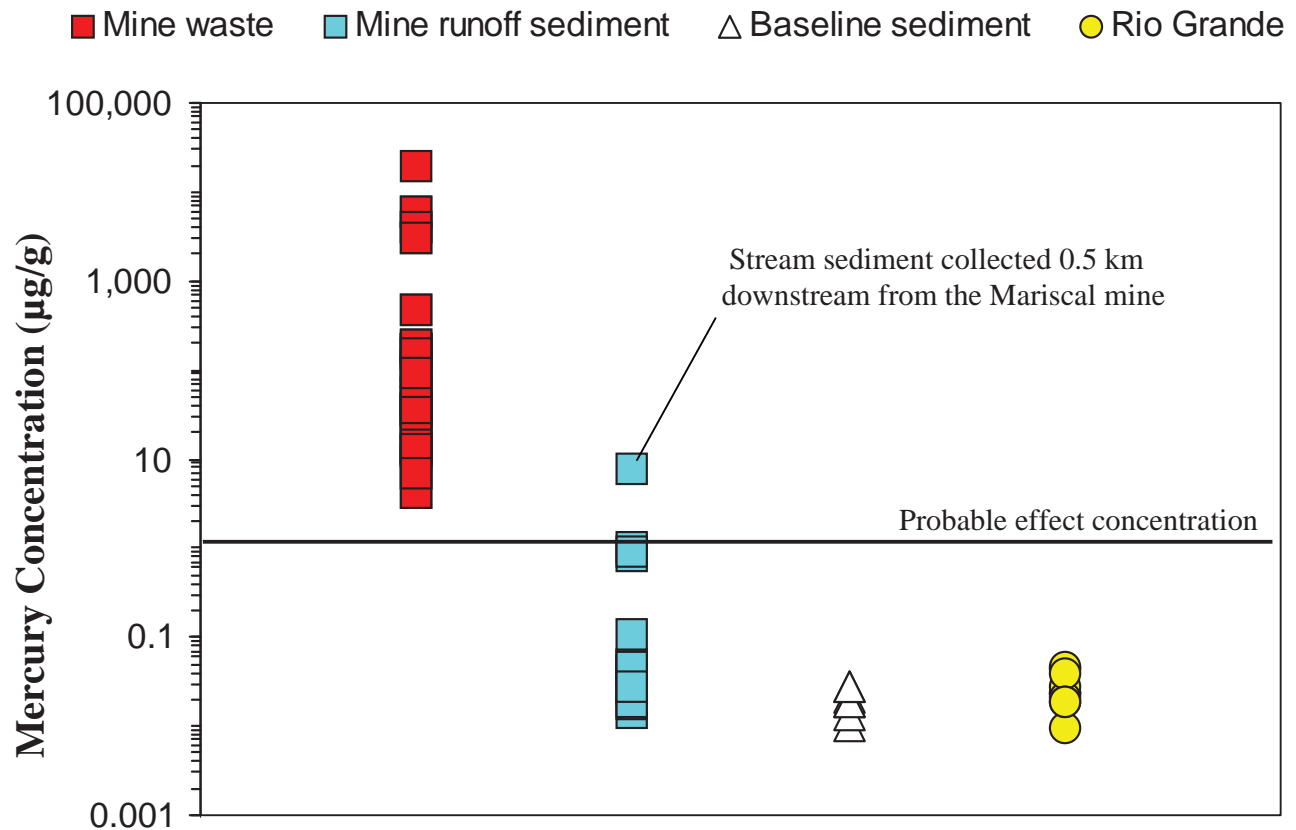 Mine waste Mine runoff sediment Baseline sediment Rio Grande
100,000
1,000
10
0.1
0.001
Mercury Concentration (µg/g)
Stream sediment collected 0.5 km
downstream from the Mariscal mine
Probable effect concentration